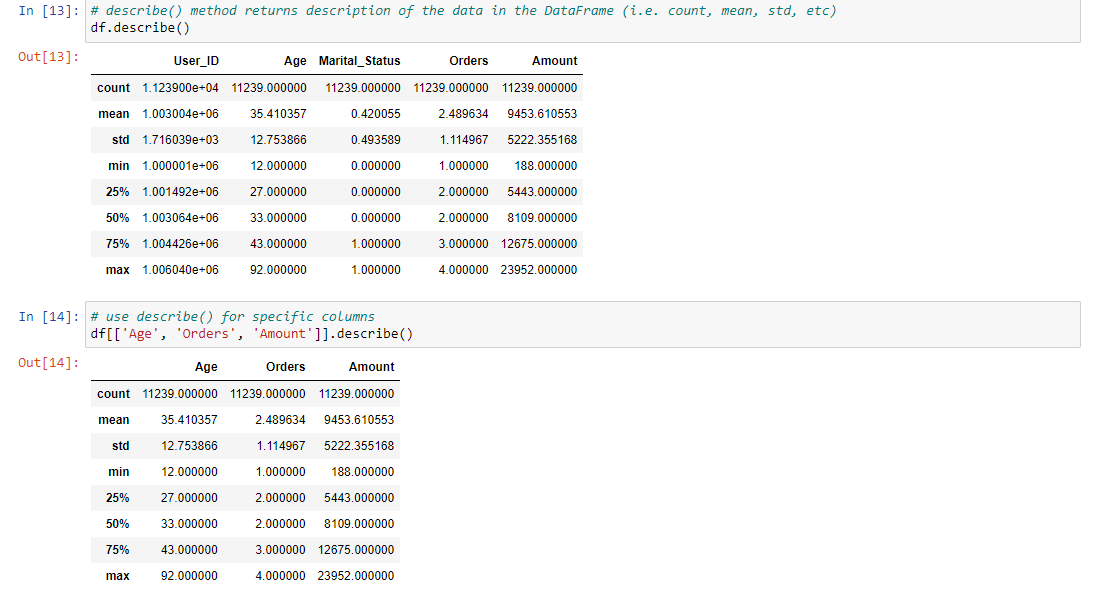 In [13]: # describe() method returns description of the data in the DataFrame (i.e. count, mean, std, etc)
df.describe()
Out[13]:
User_ID Age Marital_Status Orders Amount
count 1.123900e+04 11239.000000 11239.000000 11239.000000 11239.000000
mean 1.003004e+06 35.410357 0.420055 2.489634 9453.610553
std 1.716039e+03 12.753866 0.493589 1.114967 5222.355168
min 1.000001e+06 12.000000 0.000000 1.000000 188.000000
25% 1.001492e+06 27.000000 0.000000 2.000000 5443.000000
50% 1.003064e+06 33.000000 0.000000 2.000000 8109.000000
75% 1.004426e+06 43.000000 1.000000 3.000000 12675.000000
max 1.006040e+06 92.000000 1.000000 4.000000 23952.000000
In [14]: # use describe() for specific columns
df[['Age', 'Orders', 'Amount']].describe()
Out[14]:
Age Orders Amount
count 11239.000000 11239.000000 11239.000000
mean 35.410357 2.489634 9453.610553
std 12.753866 1.114967 5222.355168
min 12.000000 1.000000 188.000000
25% 27.000000 2.000000 5443.000000
50% 33.000000 2.000000 8109.000000
75% 43.000000 3.000000 12675.000000
max 92.000000 4.000000 23952.000000